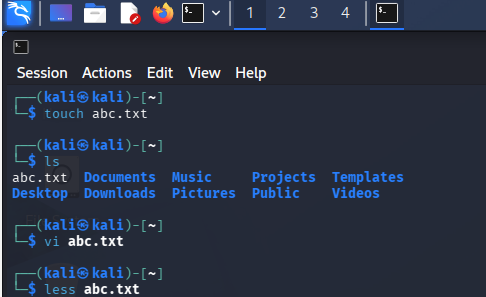 1 2 3 4
Session Actions Edit View Help
┌──(kali㉿kali)-[~]
└─$ touch abc.txt
┌──(kali㉿kali)-[~]
└─$ ls
abc.txt Documents Music Projects Templates
Desktop Downloads Pictures Public Videos
┌──(kali㉿kali)-[~]
└─$ vi abc.txt
┌──(kali㉿kali)-[~]
└─$ less abc.txt